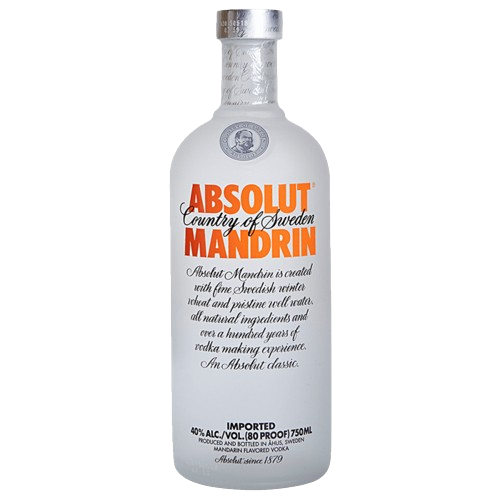 ABSOLUT®
Country of Sweden
MANDRIN
Absolut Mandrin is created
with fine Swedish winter
wheat and pristine well water,
all natural ingredients and
over a hundred years of
vodka making experience.
An Absolut classic.
IMPORTED
40% ALC./VOL. (80 PROOF) 750ML
PRODUCED AND BOTTLED IN ÅHUS, SWEDEN
MANDARIN FLAVORED VODKA
Absolut since 1879